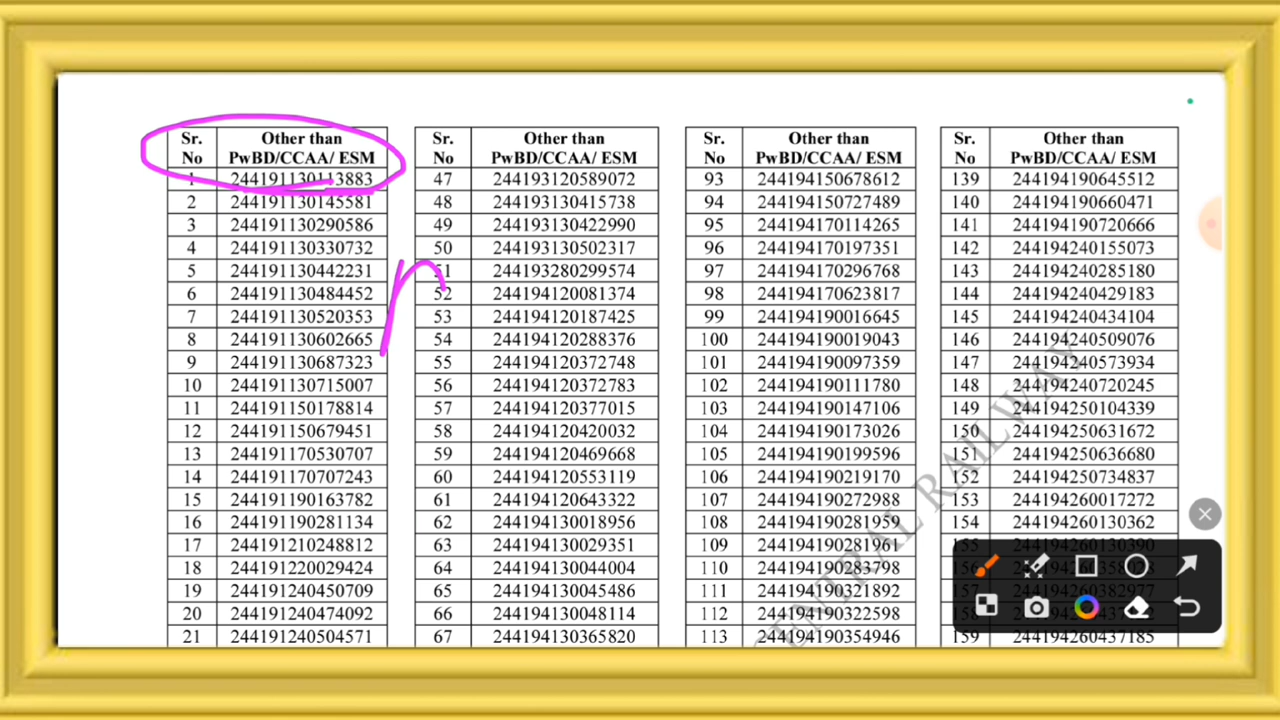 Sr. No Other than PwBD/CCAA/ ESM Sr. No Other than PwBD/CCAA/ ESM Sr. No Other than PwBD/CCAA/ ESM Sr. No Other than PwBD/CCAA/ ESM
1 244191130113883 47 244193120589072 93 244194150678612 139 244194190645512
2 244191130145581 48 244193130415738 94 244194150727489 140 244194190660471
3 244191130290586 49 244193130422990 95 244194170114265 141 244194190720666
4 244191130330732 50 244193130502317 96 244194170197351 142 244194240155073
5 244191130442231 51 244193280299574 97 244194170296768 143 244194240285180
6 244191130484452 52 244194120081374 98 244194170623817 144 244194240429183
7 244191130520353 53 244194120187425 99 244194190016645 145 244194240434104
8 244191130602665 54 244194120288376 100 244194190019043 146 244194240509076
9 244191130687323 55 244194120372748 101 244194190097359 147 244194240573934
10 244191130715007 56 244194120372783 102 244194190111780 148 244194240720245
11 244191150178814 57 244194120377015 103 244194190147106 149 244194250104339
12 244191150679451 58 244194120420032 104 244194190173026 150 244194250631672
13 244191170530707 59 244194120469668 105 244194190199596 151 244194250636680
14 244191170707243 60 244194120553119 106 244194190219170 152 244194250734837
15 244191190163782 61 244194120643322 107 244194190272988 153 244194260017272
16 244191190281134 62 244194130018956 108 244194190281959 154 244194260130362
17 244191210248812 63 244194130029351 109 244194190281961 155 244194260130390
18 244191220029424 64 244194130044004 110 244194190283798 156
19 244191240450709 65 244194130045486 111 244194190321892 157 244194260382977
20 244191240474092 66 244194130048114 112 244194190322598 158
21 244191240504571 67 244194130365820 113 244194190354946 159 244194260437185
ENTRAL RAILWAY